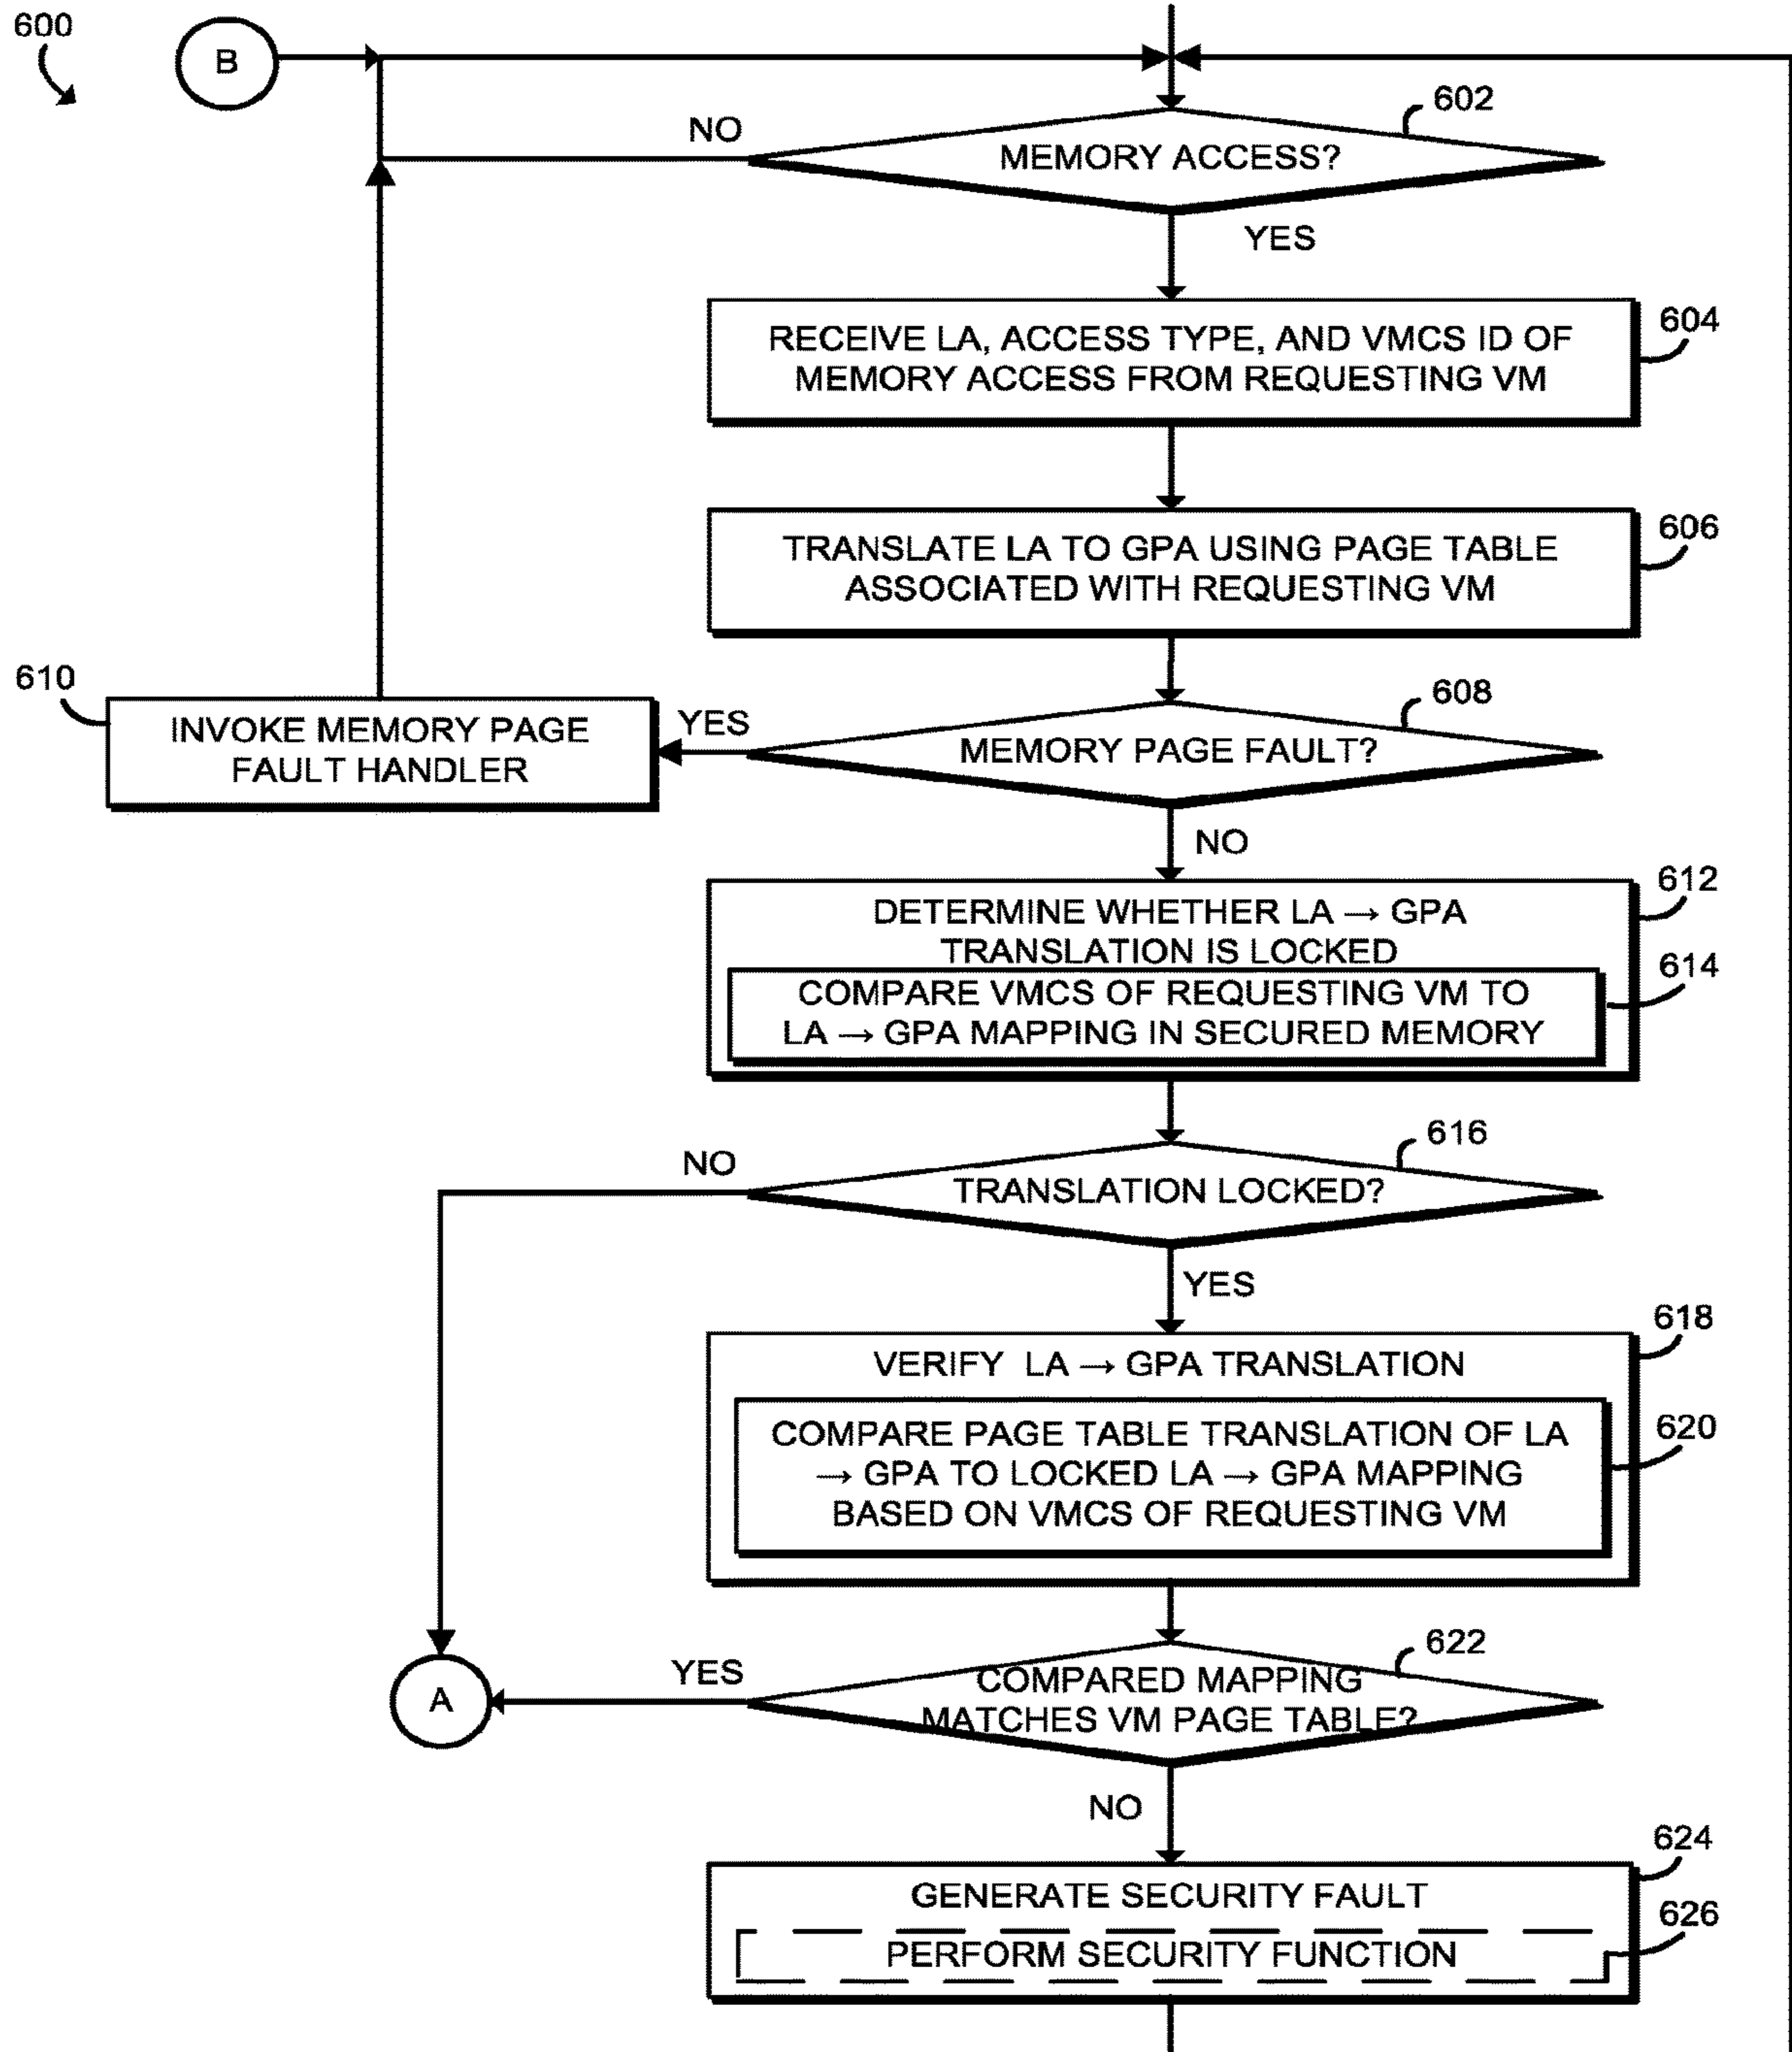 600
B
602
NO
MEMORY ACCESS?
YES
604
RECEIVE LA, ACCESS TYPE, AND VMCS ID OF
MEMORY ACCESS FROM REQUESTING VM
606
TRANSLATE LA TO GPA USING PAGE TABLE
ASSOCIATED WITH REQUESTING VM
608
610
INVOKE MEMORY PAGE
FAULT HANDLER
YES
MEMORY PAGE FAULT?
NO
612
DETERMINE WHETHER LA → GPA
TRANSLATION IS LOCKED
614
COMPARE VMCS OF REQUESTING VM TO
LA → GPA MAPPING IN SECURED MEMORY
616
NO
TRANSLATION LOCKED?
YES
618
VERIFY LA → GPA TRANSLATION
620
COMPARE PAGE TABLE TRANSLATION OF LA
→ GPA TO LOCKED LA → GPA MAPPING
BASED ON VMCS OF REQUESTING VM
622
YES
A
COMPARED MAPPING
MATCHES VM PAGE TABLE?
NO
624
GENERATE SECURITY FAULT
626
PERFORM SECURITY FUNCTION